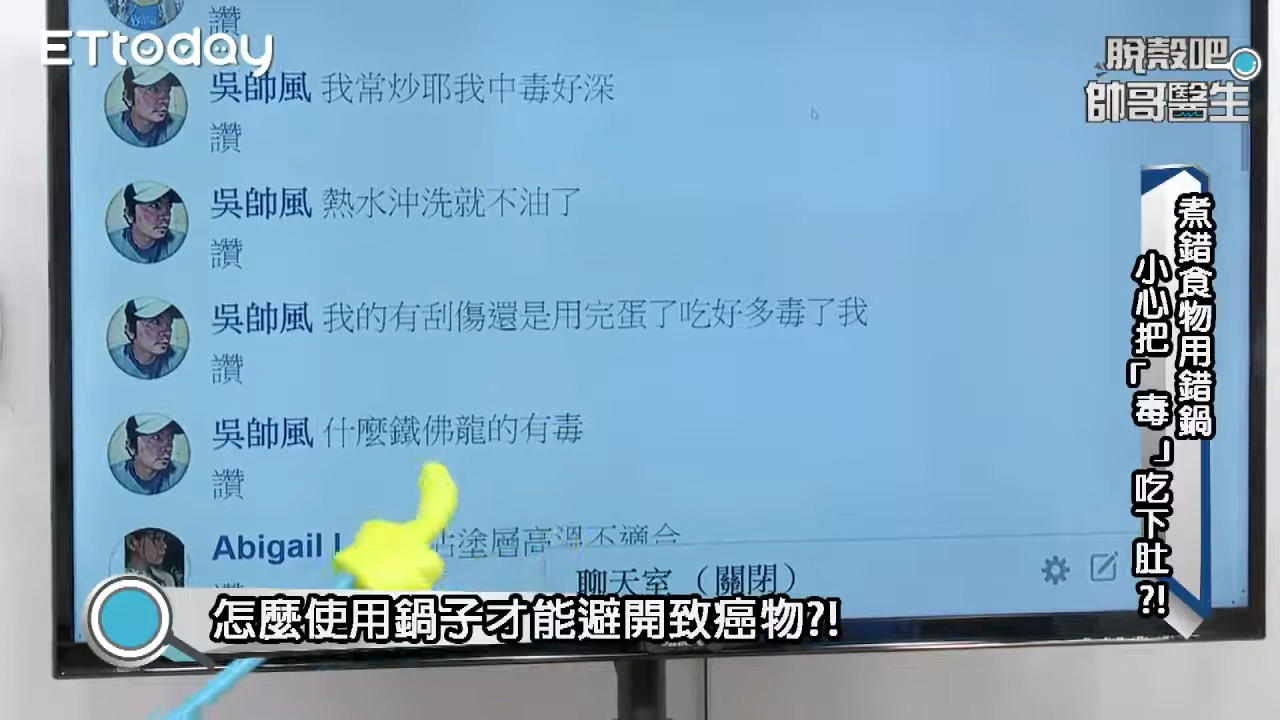 讚
ETtoday
脫殼吧
帥哥醫生
吳帥風 我常炒耶我中毒好深
讚
吳帥風 熱水沖洗就不油了
讚
吳帥風 我的有刮傷還是用完蛋了吃好多毒了我
讚
吳帥風 什麼鐵佛龍的有毒
讚
Abigail 塗層高溫不適合
聊天室（關閉）
煮錯食物用錯鍋
小心把「毒」吃下肚?!
怎麼使用鍋子才能避開致癌物?!